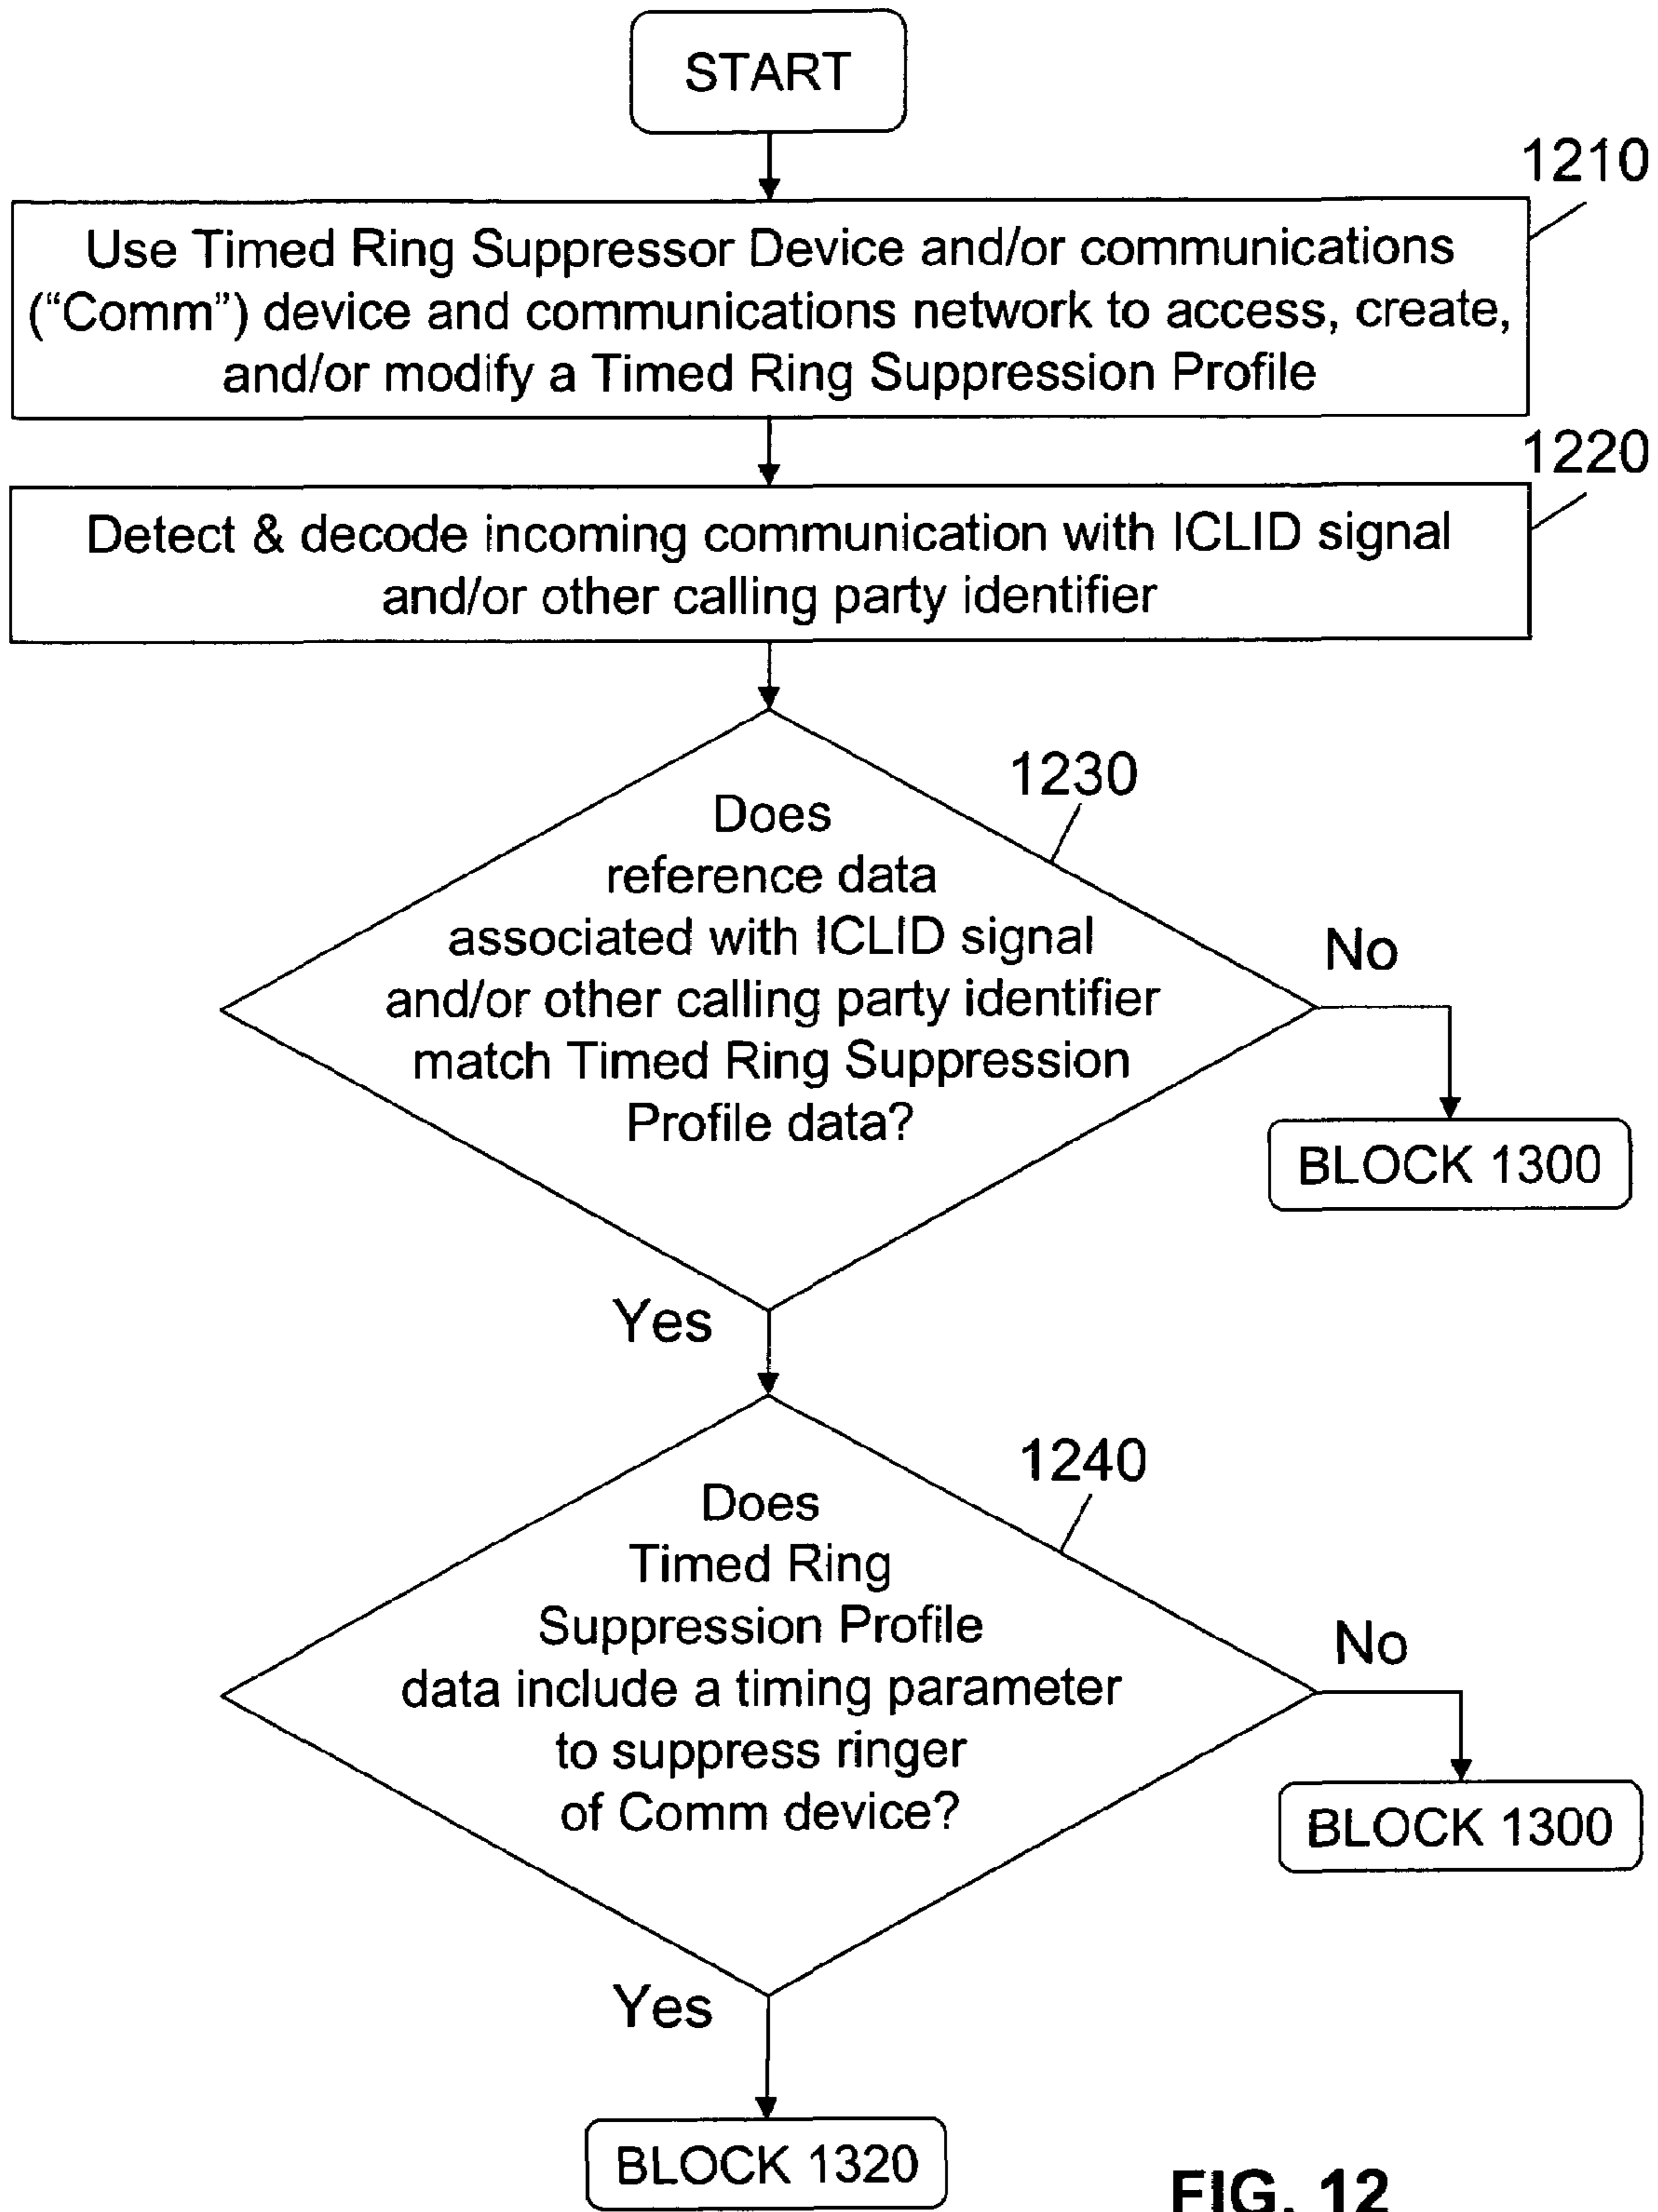 START
1210
Use Timed Ring Suppressor Device and/or communications
(“Comm”) device and communications network to access, create,
and/or modify a Timed Ring Suppression Profile
1220
Detect & decode incoming communication with ICLID signal
and/or other calling party identifier
1230
Does
reference data
associated with ICLID signal
and/or other calling party identifier
match Timed Ring Suppression
Profile data?
No
BLOCK 1300
Yes
1240
Does
Timed Ring
Suppression Profile
data include a timing parameter
to suppress ringer
of Comm device?
No
BLOCK 1300
Yes
BLOCK 1320
FIG. 12